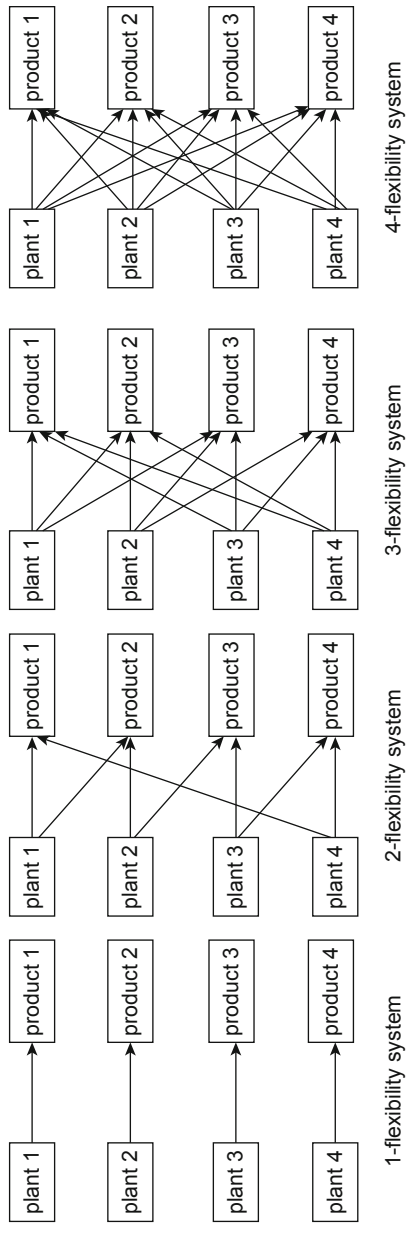 plant 1
product 1
plant 2
product 2
plant 3
product 3
plant 4
product 4
1-flexibility system
plant 1
product 1
plant 2
product 2
plant 3
product 3
plant 4
product 4
2-flexibility system
plant 1
product 1
plant 2
product 2
plant 3
product 3
plant 4
product 4
3-flexibility system
plant 1
product 1
plant 2
product 2
plant 3
product 3
plant 4
product 4
4-flexibility system